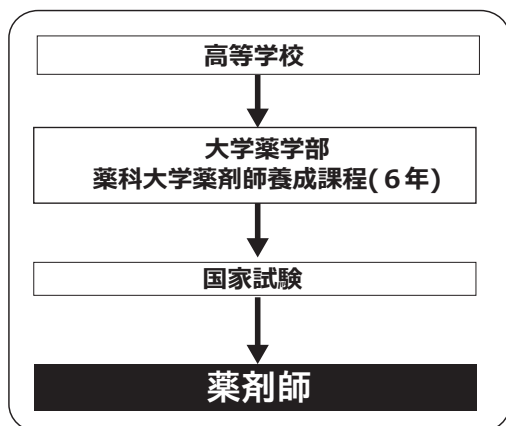 高等学校
大学薬学部
薬科大学薬剤師養成課程(６年)
国家試験
薬剤師